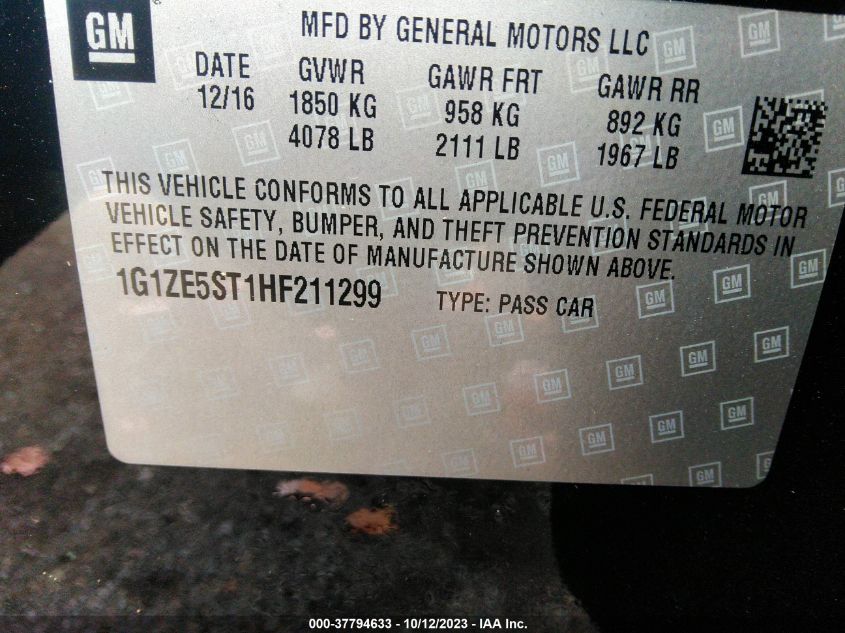 GM
MFD BY GENERAL MOTORS LLC
DATE GVWR GAWR FRT GAWR RR
12/16 1850 KG 958 KG 892 KG
4078 LB 2111 LB 1967 LB
THIS VEHICLE CONFORMS TO ALL APPLICABLE U.S. FEDERAL MOTOR
VEHICLE SAFETY, BUMPER, AND THEFT PREVENTION STANDARDS IN
EFFECT ON THE DATE OF MANUFACTURE SHOWN ABOVE.
1G1ZE5ST1HF211299 TYPE: PASS CAR
000-37794633 - 10/12/2023 - IAA Inc.